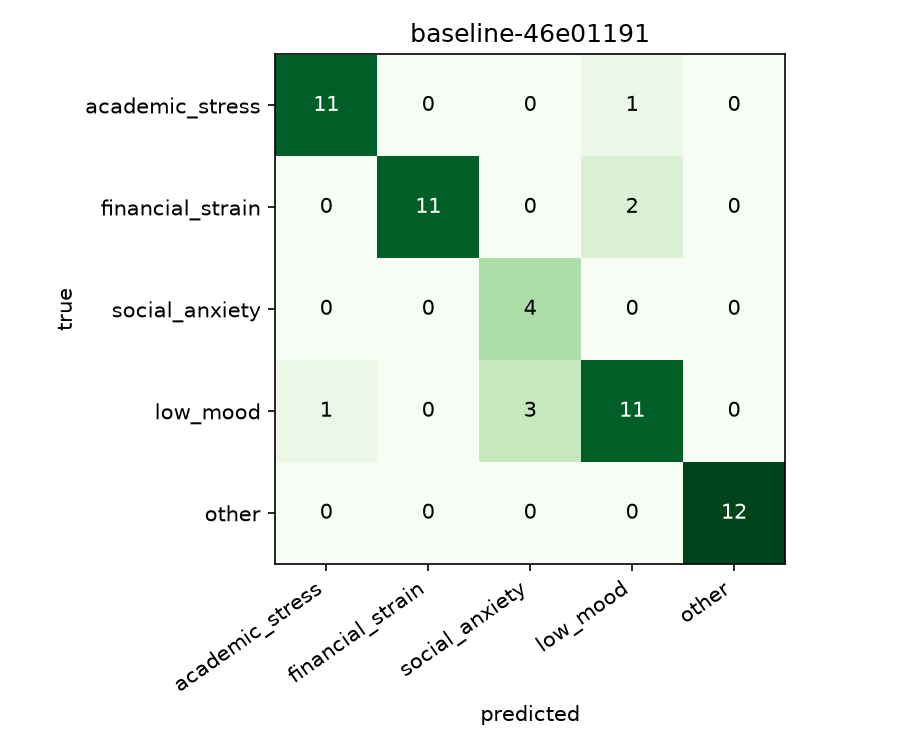 baseline-46e01191
academic_stress 11 0 0 1 0
financial_strain 0 11 0 2 0
social_anxiety 0 0 4 0 0
low_mood 1 0 3 11 0
other 0 0 0 0 12
true
academic_stress financial_strain social_anxiety low_mood other
predicted